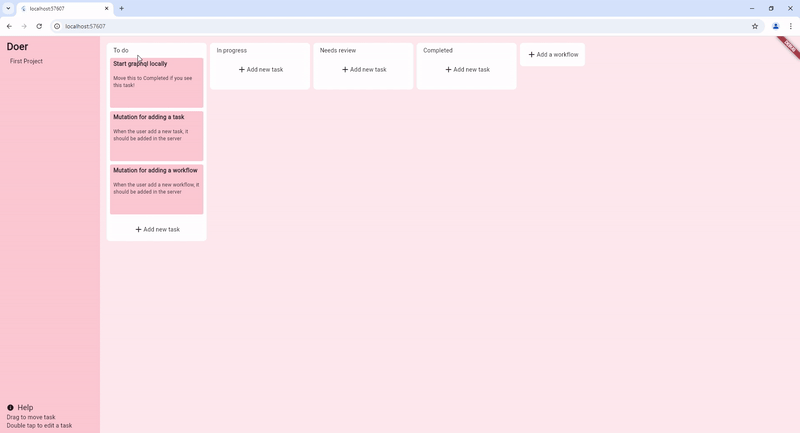 localhost:57607
localhost:57607
Doer
First Project
To do
Start graphql locally
Move this to Completed if you see
this task!
Mutation for adding a task
When the user add a new task, it
should be added in the server
Mutation for adding a workflow
When the user add a new workflow, it
should be added in the server
Add new task
In progress
Add new task
Needs review
Add new task
Completed
Add new task
Add a workflow
DEBUG
Help
Drag to move task
Double tap to edit a task